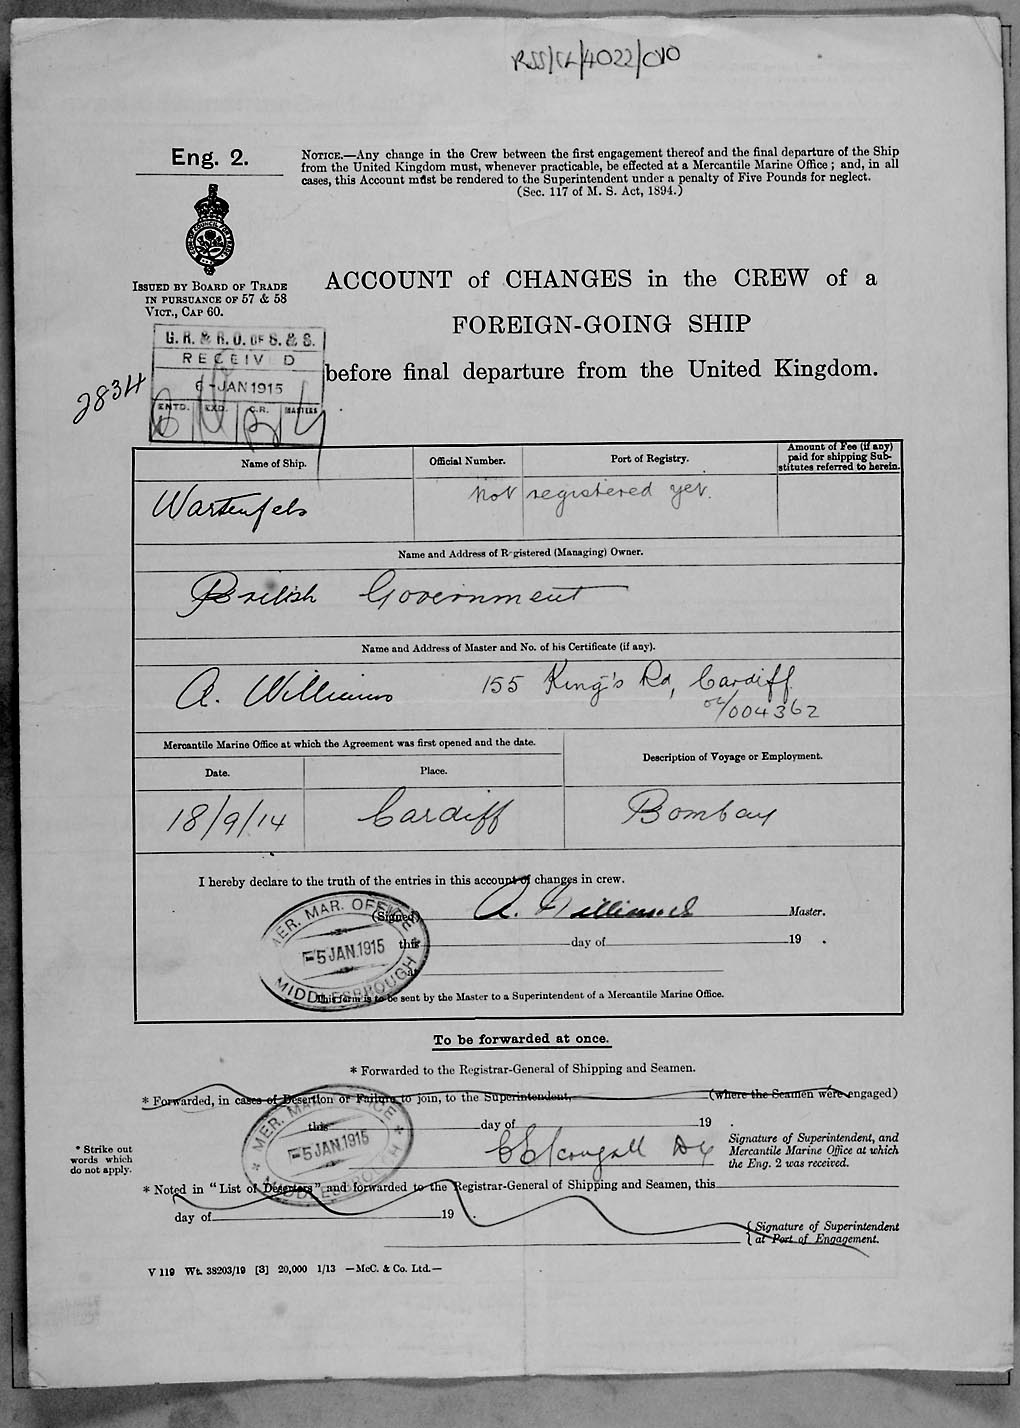 RSS/CL/4022/010
Eng. 2.
NOTICE.—Any change in the Crew between the first engagement thereof and the final departure of the Ship
from the United Kingdom must, whenever practicable, be effected at a Mercantile Marine Office; and, in all
cases, this Account must be rendered to the Superintendent under a penalty of Five Pounds for neglect.
(Sec. 117 of M. S. Act, 1894.)
ISSUED BY BOARD OF TRADE
IN PURSUANCE OF 57 & 58
VICT., CAP 60.
ACCOUNT of CHANGES in the CREW of a
FOREIGN-GOING SHIP
before final departure from the United Kingdom.
G. R. & R. O. OF S. & S.
RECEIVED
6-JAN 1915
ENTD. EXD. C.R. MASTERS
2834
Name of Ship.
Official Number.
Port of Registry.
Amount of Fee (if any)
paid for shipping Sub-
stitutes referred to herein.
Wartenfels
Not registered yet.
Name and Address of Registered (Managing) Owner.
British Government
Name and Address of Master and No. of his Certificate (if any).
A. Williams 155 King's Rd, Cardiff
004362
Mercantile Marine Office at which the Agreement was first opened and the date.
Description of Voyage or Employment.
Date.
Place.
18/9/14
Cardiff
Bombay
I hereby declare to the truth of the entries in this account of changes in crew.
(Signed) A. Williams Master.
this day of 19 .
MER. MAR. OFFICE
5 JAN. 1915
MIDDLESBROUGH
This form is to be sent by the Master to a Superintendent of a Mercantile Marine Office.
To be forwarded at once.
* Forwarded to the Registrar-General of Shipping and Seamen.
* Forwarded, in cases of Desertion or Failure to join, to the Superintendent, (where the Seamen were engaged)
this day of 19 .
MER. MAR. OFFICE
5 JAN. 1915
MIDDLESBROUGH
Signature of Superintendent, and
Mercantile Marine Office at which
the Eng. 2 was received.
* Strike out
words which
do not apply.
* Noted in "List of Deserters" and forwarded to the Registrar-General of Shipping and Seamen, this
day of 19 .
Signature of Superintendent
at Port of Engagement.
V 119 Wt. 38203/19 [3] 20,000 1/13 —McC. & Co. Ltd.—